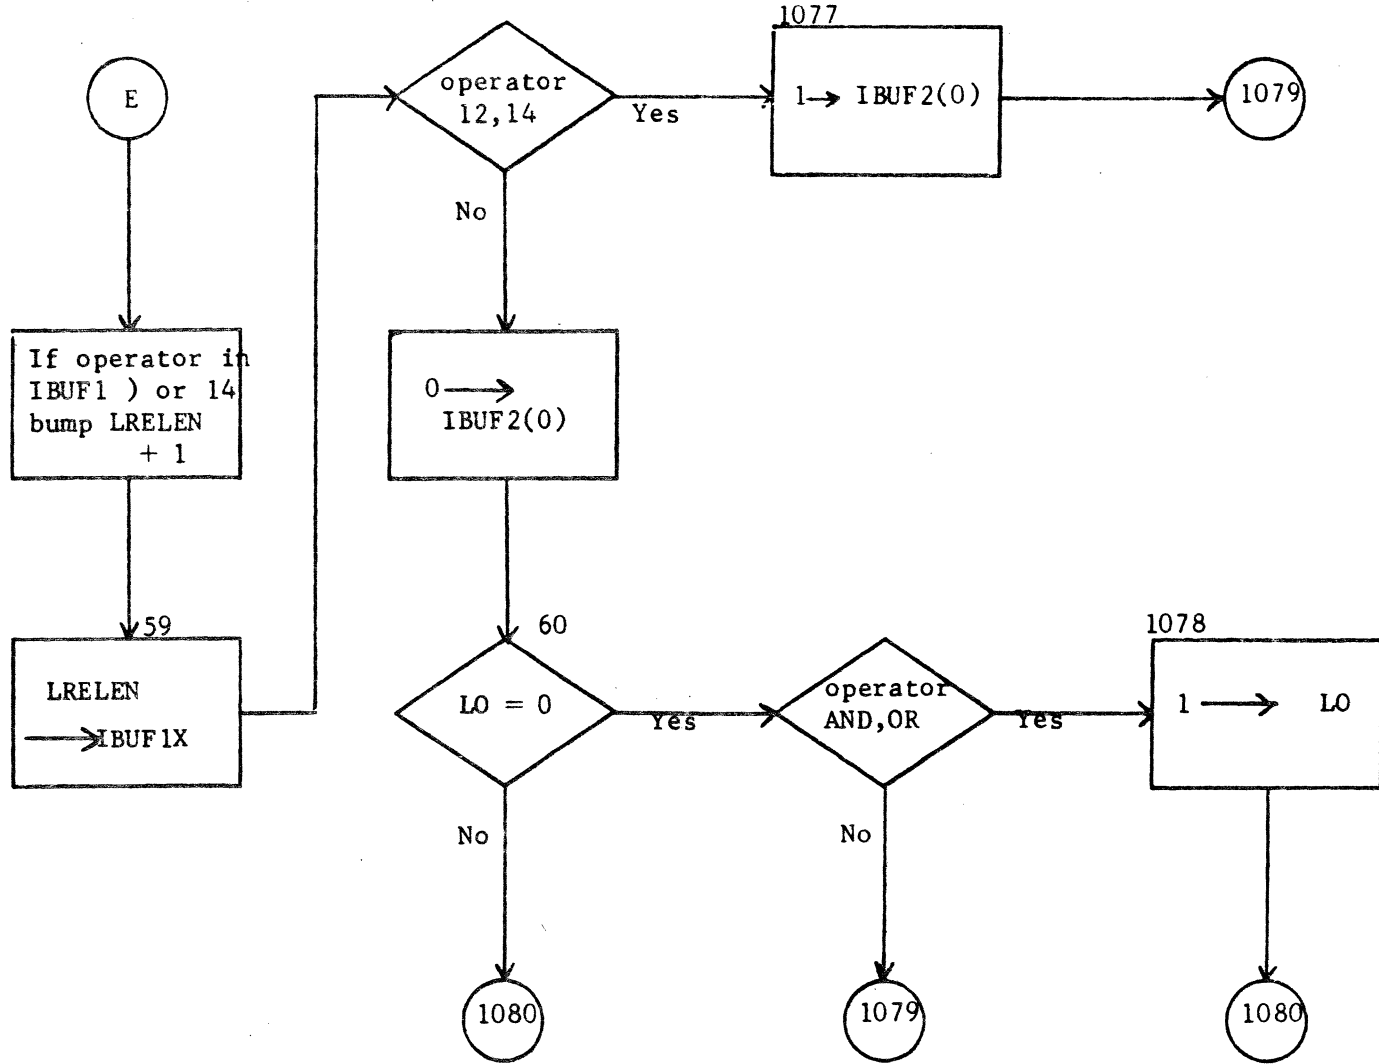 E
If operator in
IBUF1 ) or 14
bump LRELEN
+ 1
59
LRELEN
→IBUF1X
operator
12,14
Yes
No
1077
1→ IBUF2(0)
1079
0→
IBUF2(0)
60
LO = 0
Yes
No
1080
operator
AND,OR
Yes
No
1079
1078
1 → LO
1080